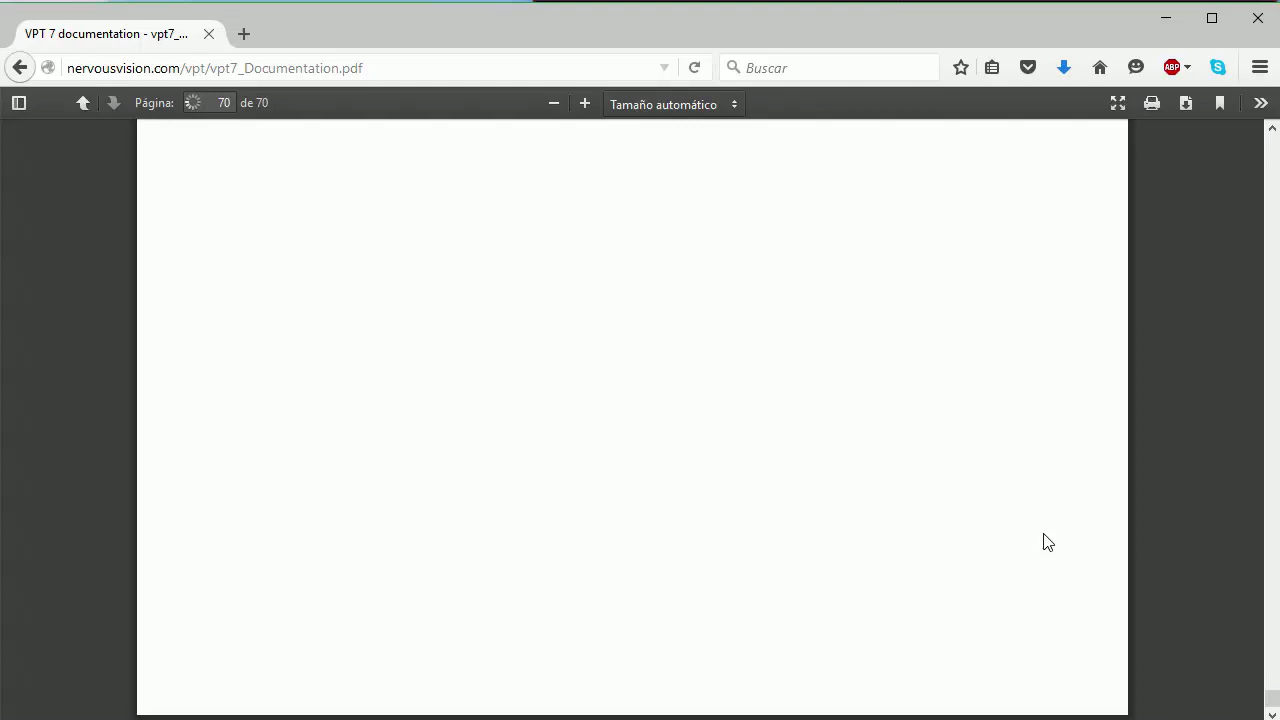 VPT 7 documentation - vpt7_...
nervousvision.com/vpt/vpt7_Documentation.pdf
Buscar
ABP
Página: 70 de 70
Tamaño automático